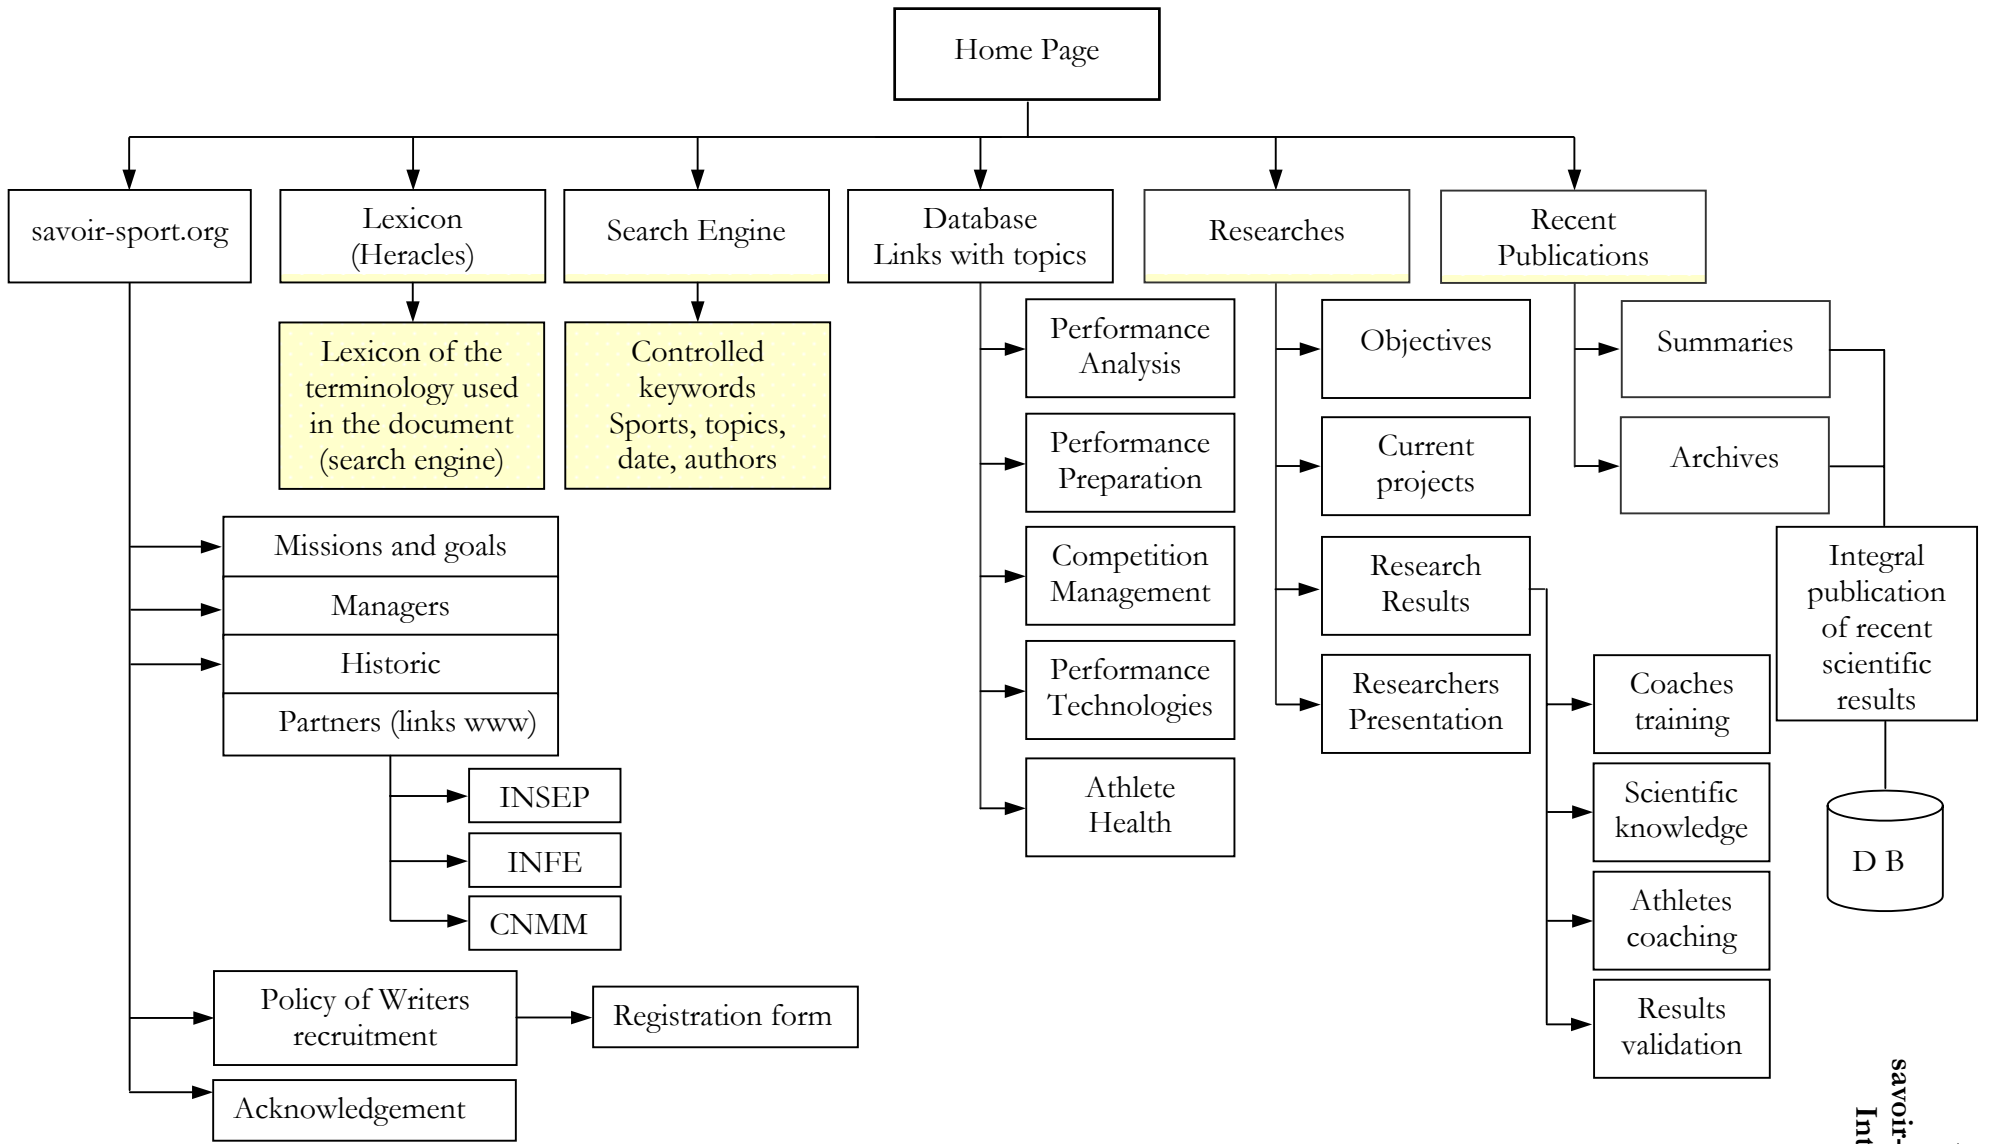 Home Page
savoir-sport.org
Lexicon
(Heracles)
Search Engine
Database
Links with topics
Researches
Recent
Publications
Lexicon of the
terminology used
in the document
(search engine)
Controlled
keywords
Sports, topics,
date, authors
Missions and goals
Managers
Historic
Partners (links www)
INSEP
INFE
CNMM
Policy of Writers
recruitment
Registration form
Acknowledgement
Performance
Analysis
Performance
Preparation
Competition
Management
Performance
Technologies
Athlete
Health
Objectives
Current
projects
Research
Results
Researchers
Presentation
Coaches
training
Scientific
knowledge
Athletes
coaching
Results
validation
Summaries
Archives
Integral
publication
of recent
scientific
results
D B
savoir-
Int